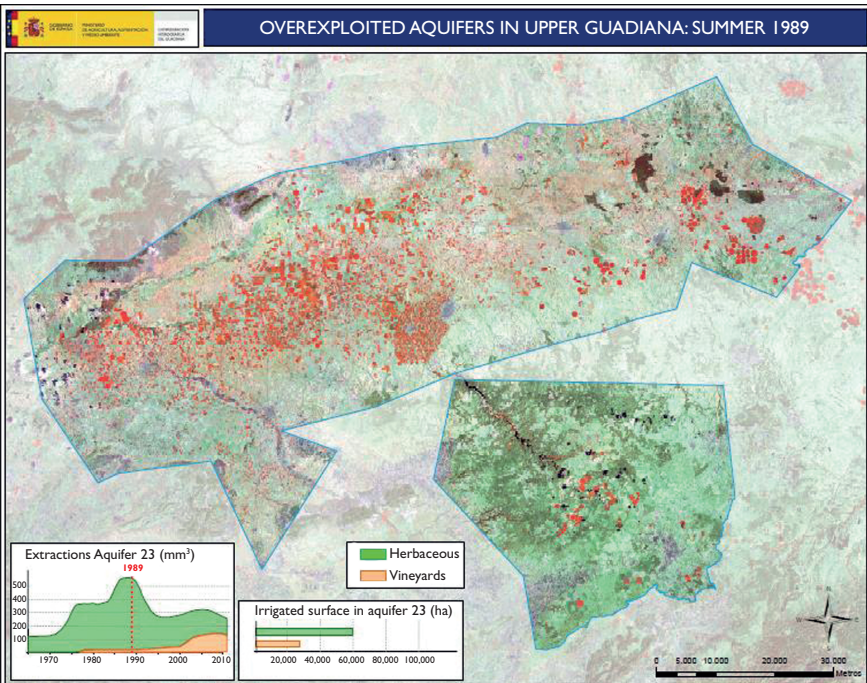 GOBIERNO
DE ESPAÑA
MINISTERIO
DE AGRICULTURA, ALIMENTACIÓN
Y MEDIO AMBIENTE
CONFEDERACIÓN
HIDROGRÁFICA
DEL GUADIANA
OVEREXPLOITED AQUIFERS IN UPPER GUADIANA: SUMMER 1989
Extractions Aquifer 23 (mm³)
1989
500
400
300
200
100
1970 1980 1990 2000 2010
Herbaceous
Vineyards
Irrigated surface in aquifer 23 (ha)
20,000 40,000 60,000 80,000 100,000
N
W E
S
0 5.000 10.000 20.000 30.000
Metros